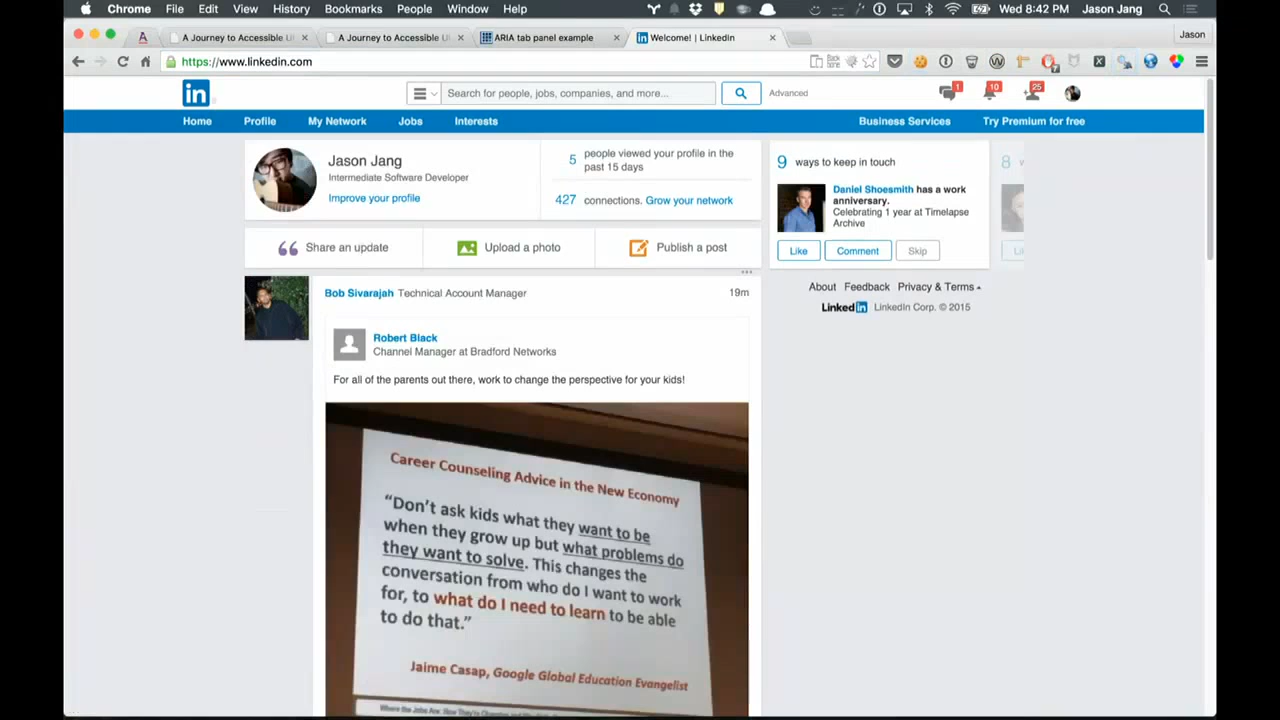 Chrome File Edit View History Bookmarks People Window Help Wed 8:42 PM Jason Jang
A Journey to Accessible U
A Journey to Accessible U
ARIA tab panel example
Welcome! | LinkedIn
Jason
https://www.linkedin.com
in
Search for people, jobs, companies, and more...
Advanced
1
10
25
Home Profile My Network Jobs Interests Business Services Try Premium for free
Jason Jang
Intermediate Software Developer
Improve your profile
5 people viewed your profile in the
past 15 days
427 connections. Grow your network
9 ways to keep in touch
8
Daniel Shoesmith has a work
anniversary.
Celebrating 1 year at Timelapse
Archive
Like Comment Skip
Share an update Upload a photo Publish a post
About Feedback Privacy & Terms
LinkedIn LinkedIn Corp. © 2015
Bob Sivarajah Technical Account Manager 19m
Robert Black
Channel Manager at Bradford Networks
For all of the parents out there, work to change the perspective for your kids!
Career Counseling Advice in the New Economy
“Don’t ask kids what they want to be
when they grow up but what problems do
they want to solve. This changes the
conversation from who do I want to work
for, to what do I need to learn to be able
to do that.”
Jaime Casap, Google Global Education Evangelist